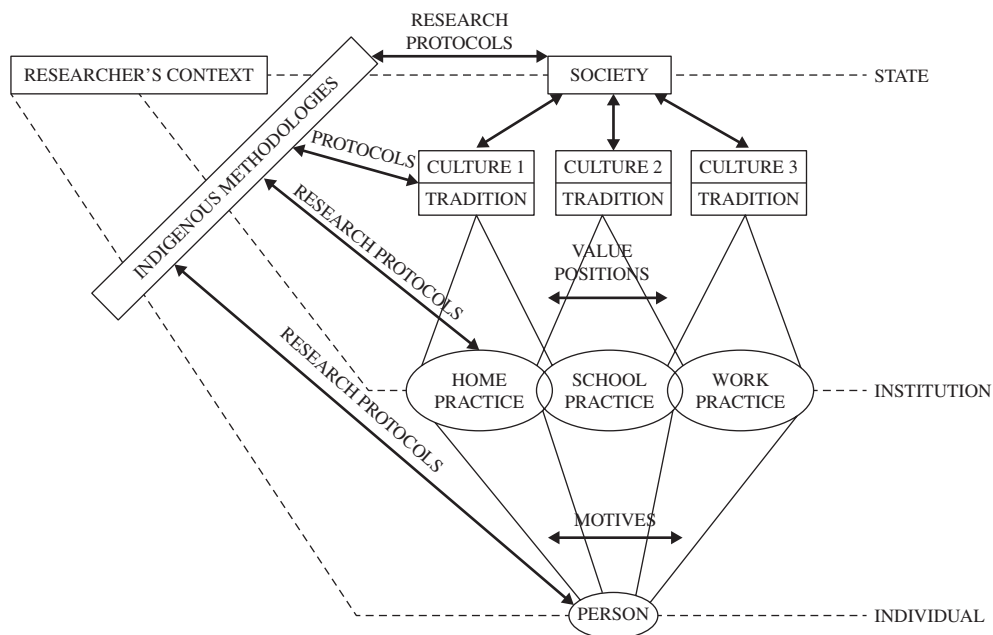 RESEARCH
PROTOCOLS
RESEARCHER'S CONTEXT
SOCIETY
STATE
INDIGENOUS METHODOLOGIES
PROTOCOLS
CULTURE 1
TRADITION
CULTURE 2
TRADITION
CULTURE 3
TRADITION
RESEARCH PROTOCOLS
VALUE
POSITIONS
HOME
PRACTICE
SCHOOL
PRACTICE
WORK
PRACTICE
INSTITUTION
RESEARCH PROTOCOLS
MOTIVES
PERSON
INDIVIDUAL